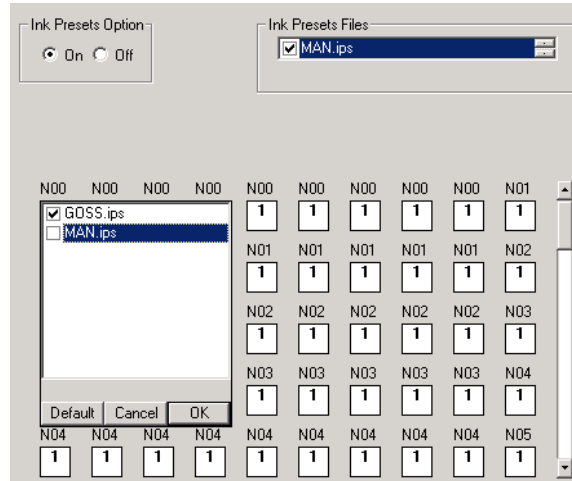 Ink Presets Option
On Off
Ink Presets Files
MAN.ips
N00 N00 N00 N00 N00 N00 N00 N00 N00 N01
GOSS.ips
MAN.ips
1 1 1 1 1 1
N01 N01 N01 N01 N01 N02
1 1 1 1 1 1
N02 N02 N02 N02 N02 N03
1 1 1 1 1 1
N03 N03 N03 N03 N03 N04
1 1 1 1 1 1
Default Cancel OK
N04 N04 N04 N04 N04 N04 N04 N04 N04 N05
1 1 1 1 1 1 1 1 1 1